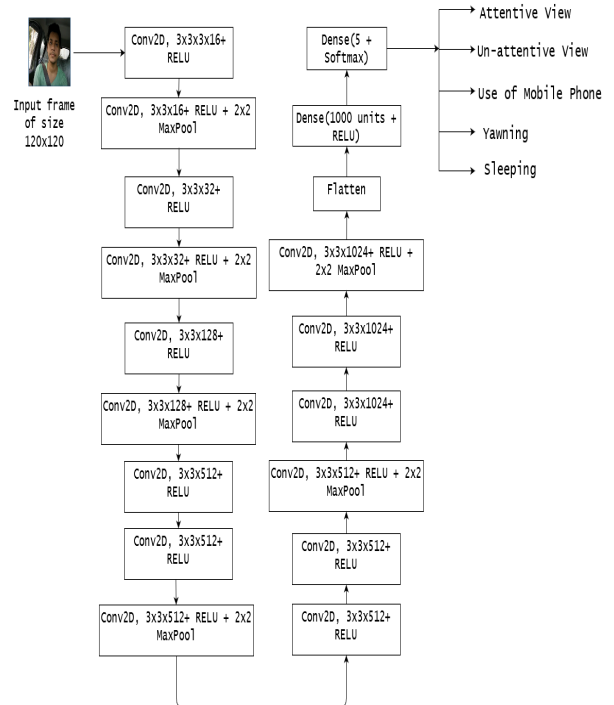 Input frame
of size
120x120
Conv2D, 3x3x3x16+
RELU
Conv2D, 3x3x16+ RELU + 2x2
MaxPool
Conv2D, 3x3x32+
RELU
Conv2D, 3x3x32+ RELU + 2x2
MaxPool
Conv2D, 3x3x128+
RELU
Conv2D, 3x3x128+ RELU + 2x2
MaxPool
Conv2D, 3x3x512+
RELU
Conv2D, 3x3x512+
RELU
Conv2D, 3x3x512+ RELU + 2x2
MaxPool
Conv2D, 3x3x512+
RELU
Conv2D, 3x3x512+
RELU
Conv2D, 3x3x512+ RELU + 2x2
MaxPool
Conv2D, 3x3x1024+
RELU
Conv2D, 3x3x1024+
RELU
Conv2D, 3x3x1024+ RELU +
2x2 MaxPool
Flatten
Dense(1000 units +
RELU)
Dense(5 +
Softmax)
Attentive View
Un-attentive View
Use of Mobile Phone
Yawning
Sleeping